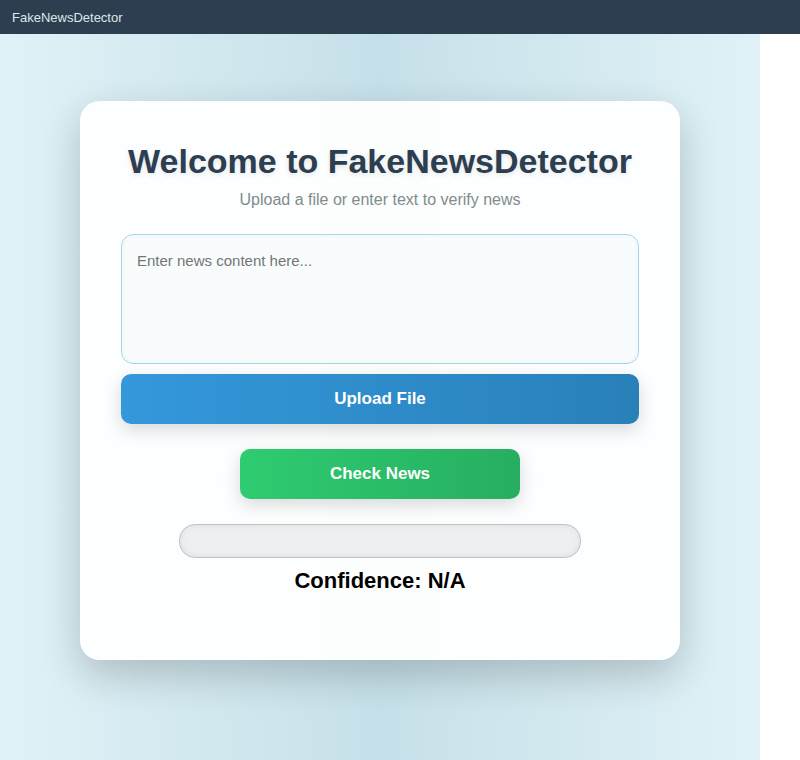 FakeNewsDetector
Welcome to FakeNewsDetector
Upload a file or enter text to verify news
Enter news content here...
Upload File
Check News
Confidence: N/A